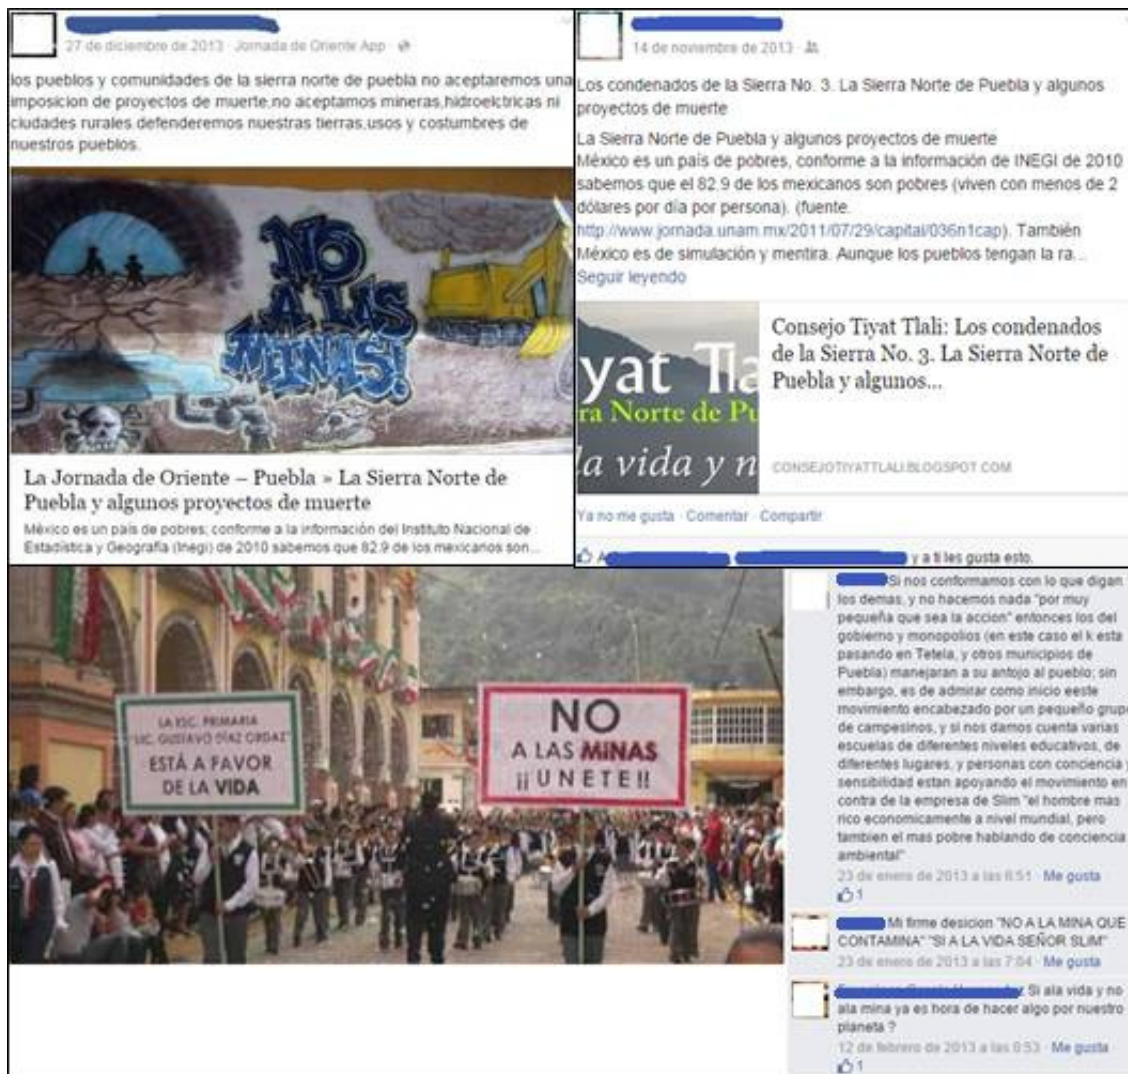 27 de diciembre de 2013 · Jornada de Oriente App ·
los pueblos y comunidades de la sierra norte de puebla no aceptaremos una
imposicion de proyectos de muerte,no aceptamos mineras,hidroelctricas ni
ciudades rurales defenderemos nuestras tierras,usos y costumbres de
nuestros pueblos.
NO
A LAS
MINAS!
La Jornada de Oriente – Puebla » La Sierra Norte de
Puebla y algunos proyectos de muerte
México es un país de pobres; conforme a la información del Instituto Nacional de
Estadística y Geografía (Inegi) de 2010 sabemos que 82.9 de los mexicanos son...
14 de noviembre de 2013 ·
Los condenados de la Sierra No. 3. La Sierra Norte de Puebla y algunos
proyectos de muerte
La Sierra Norte de Puebla y algunos proyectos de muerte
México es un país de pobres, conforme a la información de INEGI de 2010
sabemos que el 82.9 de los mexicanos son pobres (viven con menos de 2
dólares por día por persona). (fuente.
http://www.jornada.unam.mx/2011/07/29/capital/036n1cap). También
México es de simulación y mentira. Aunque los pueblos tengan la ra...
Seguir leyendo
yat Tla
ra Norte de Pu
la vida y n
Consejo Tiyat Tlali: Los condenados
de la Sierra No. 3. La Sierra Norte de
Puebla y algunos...
CONSEJOTIYATTLALI.BLOGSPOT.COM
Ya no me gusta · Comentar · Compartir
A y a ti les gusta esto.
LA ESC. PRIMARIA
"LIC. GUSTAVO DÍAZ ORDAZ"
ESTÁ A FAVOR
DE LA VIDA
NO
A LAS MINAS
¡¡UNETE!!
Si nos conformamos con lo que digan
los demas, y no hacemos nada "por muy
pequeña que sea la accion" entonces los del
gobierno y monopolios (en este caso el k esta
pasando en Tetela, y otros municipios de
Puebla) manejaran a su antojo al pueblo; sin
embargo, es de admirar como inicio eeste
movimiento encabezado por un pequeño grupo
de campesinos, y si nos damos cuenta varias
escuelas de diferentes niveles educativos, de
diferentes lugares, y personas con conciencia y
sensibilidad estan apoyando el movimiento en
contra de la empresa de Slim "el hombre mas
rico economicamente a nivel mundial, pero
tambien el mas pobre hablando de conciencia
ambiental"
23 de enero de 2013 a las 6:51 · Me gusta
1
Mi firme desicion "NO A LA MINA QUE
CONTAMINA" "SI A LA VIDA SEÑOR SLIM"
23 de enero de 2013 a las 7:04 · Me gusta
Si ala vida y no
ala mina ya es hora de hacer algo por nuestro
planeta ?
12 de febrero de 2013 a las 0:53 · Me gusta
1